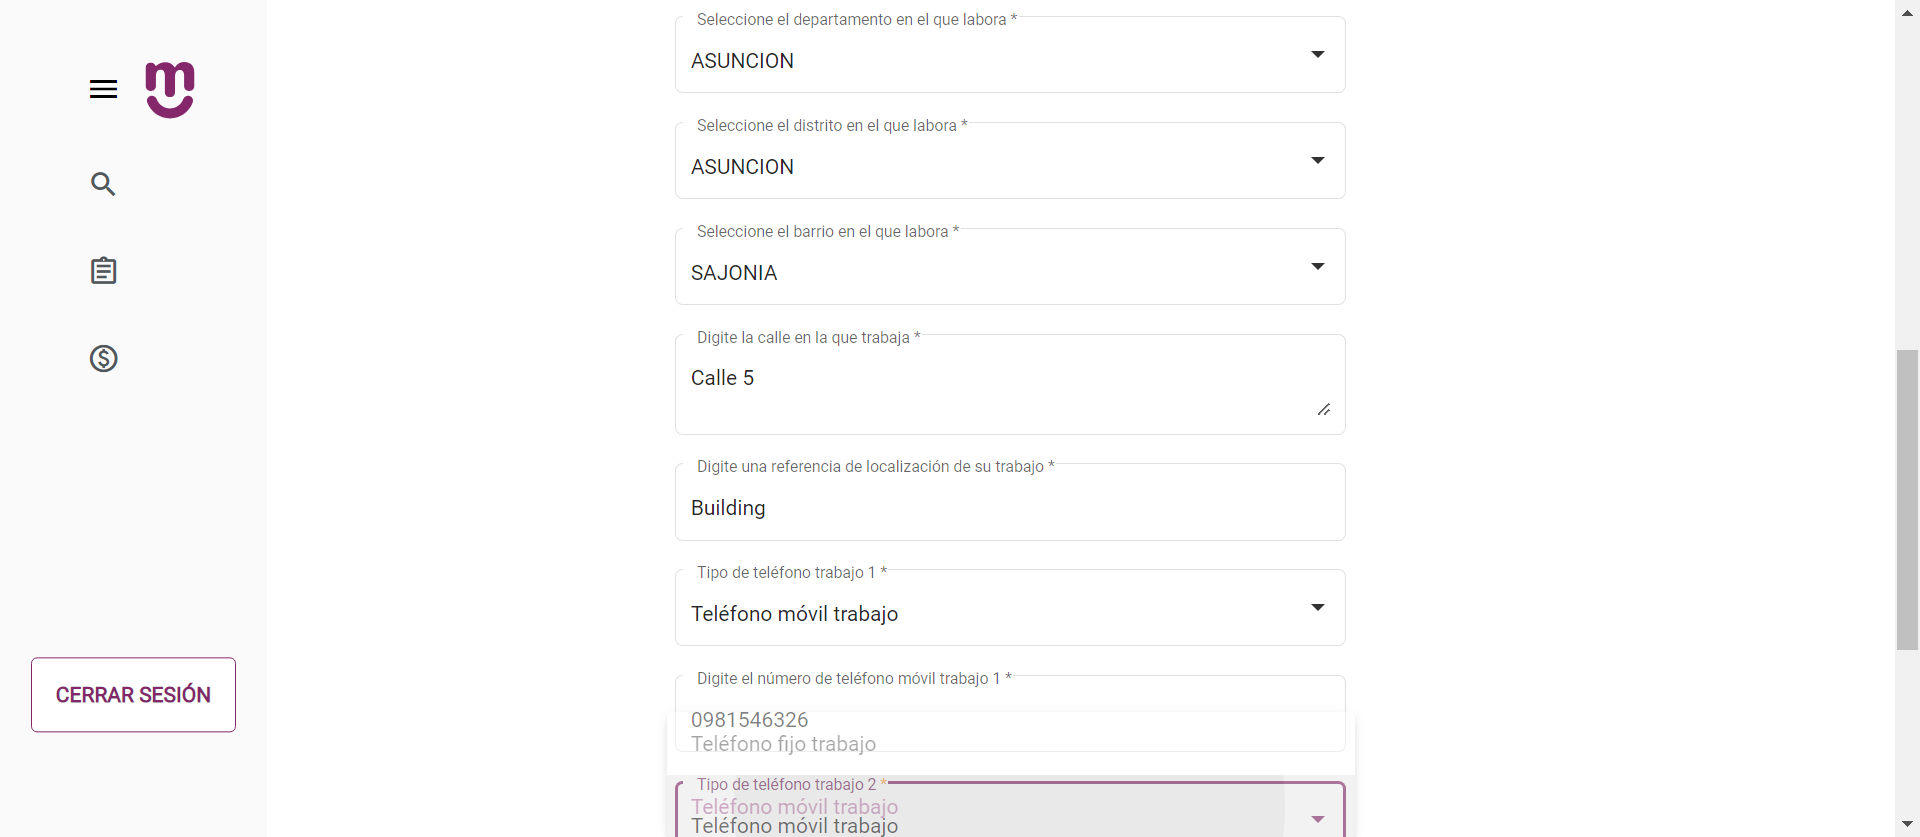 Seleccione el departamento en el que labora *
ASUNCION
Seleccione el distrito en el que labora *
ASUNCION
Seleccione el barrio en el que labora *
SAJONIA
Digite la calle en la que trabaja *
Calle 5
Digite una referencia de localización de su trabajo *
Building
Tipo de teléfono trabajo 1 *
Teléfono móvil trabajo
Digite el número de teléfono móvil trabajo 1 *
0981546326
Teléfono fijo trabajo
Tipo de teléfono trabajo 2 *
Teléfono móvil trabajo
Teléfono móvil trabajo
CERRAR SESIÓN